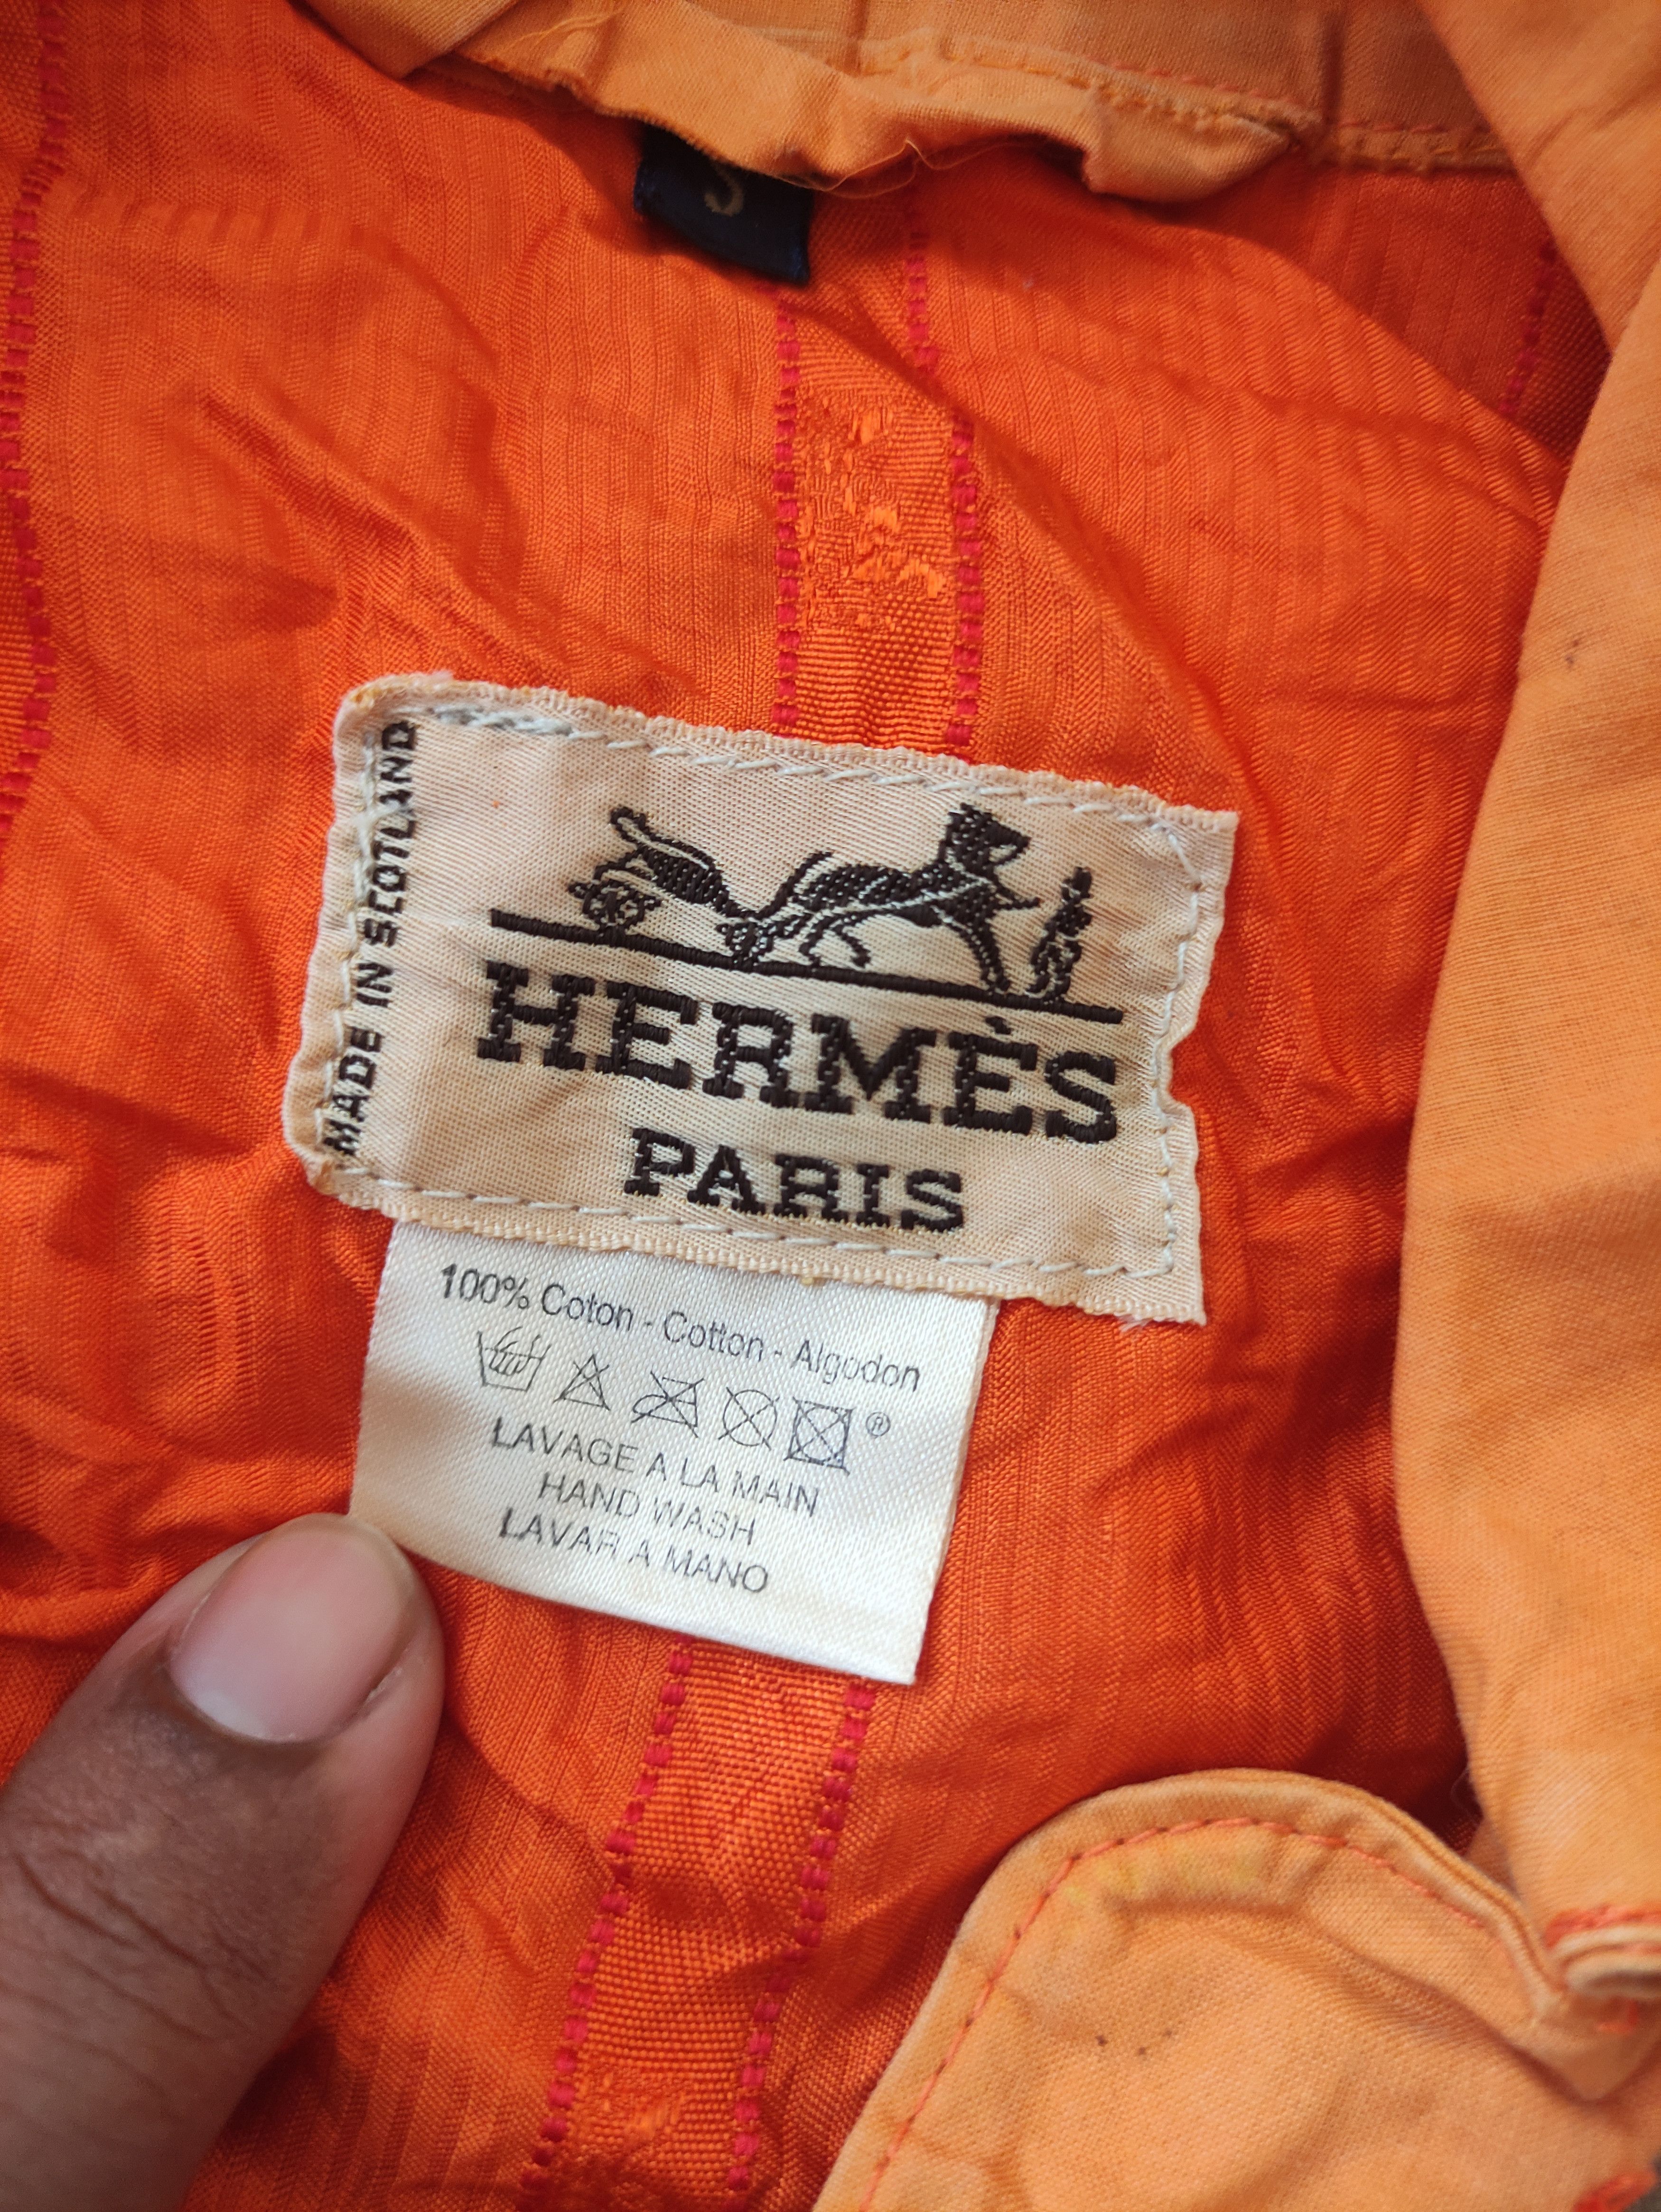 MADE IN SCOTLAND
HERMÈS
PARIS
100% Coton - Cotton - Algodon
®
LAVAGE A LA MAIN
HAND WASH
LAVAR A MANO